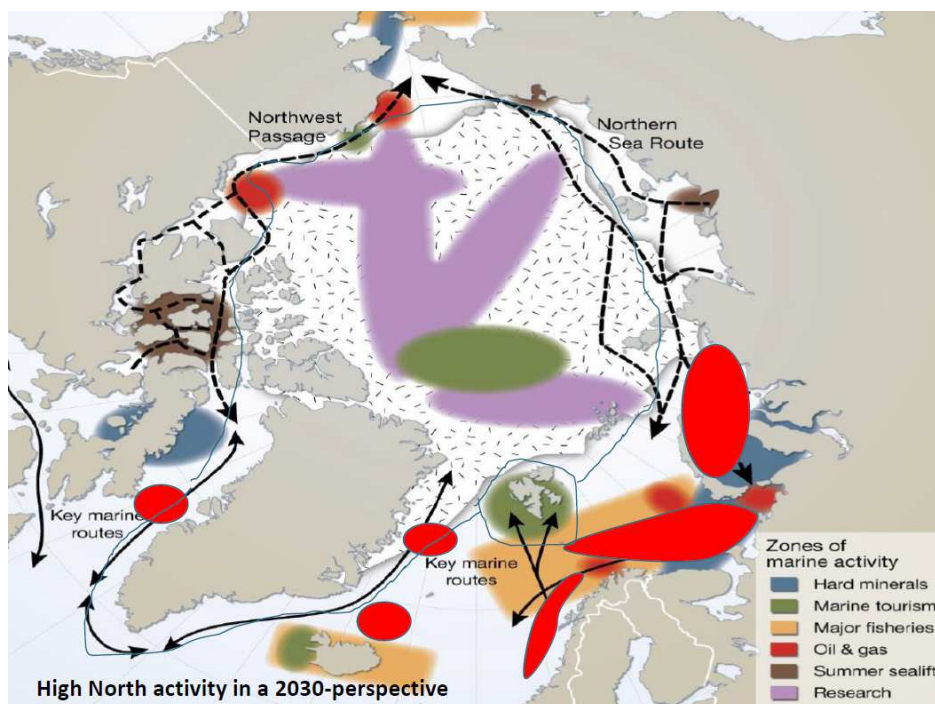 Northwest
Passage
Northern
Sea Route
Key marine
routes
Key marine
routes
Zones of
marine activity
Hard minerals
Marine tourism
Major fisheries
Oil & gas
Summer sealift
Research
High North activity in a 2030-perspective